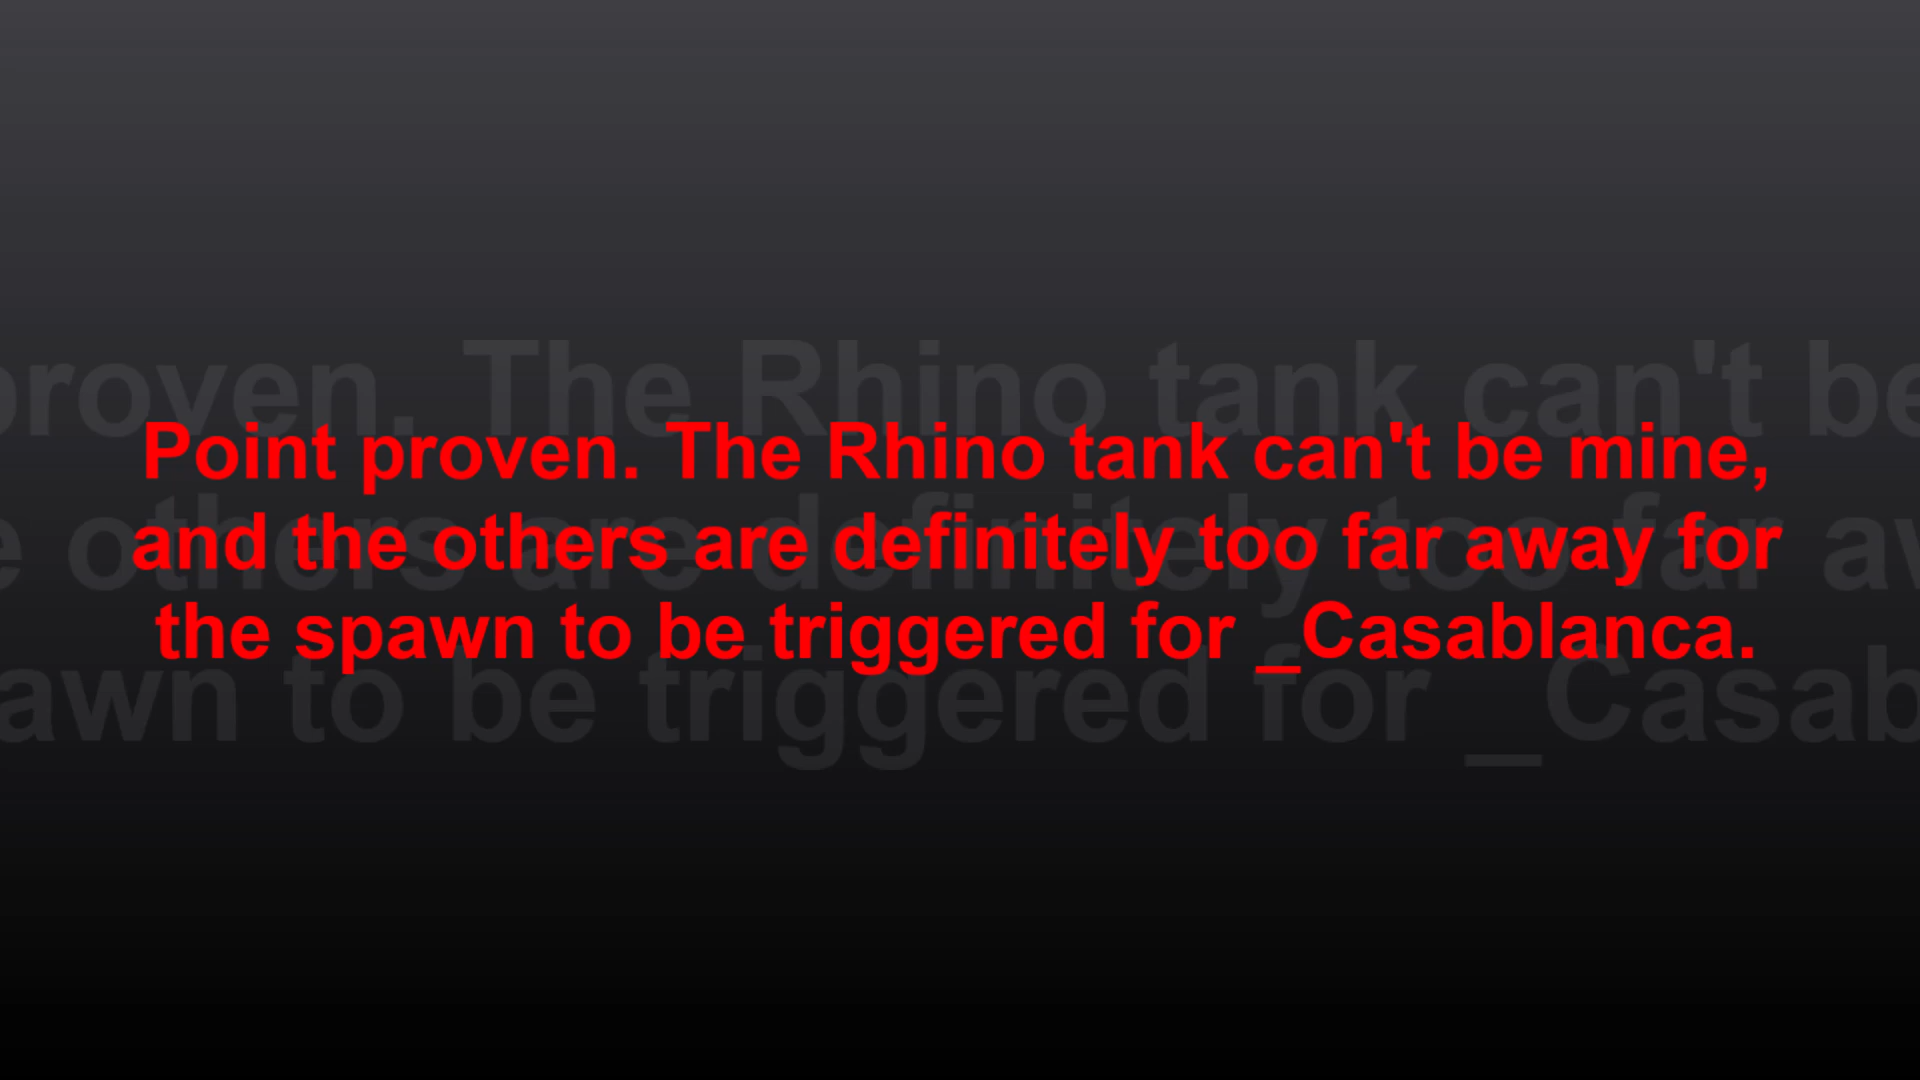 Point proven. The Rhino tank can't be mine,
and the others are definitely too far away for
the spawn to be triggered for _Casablanca.